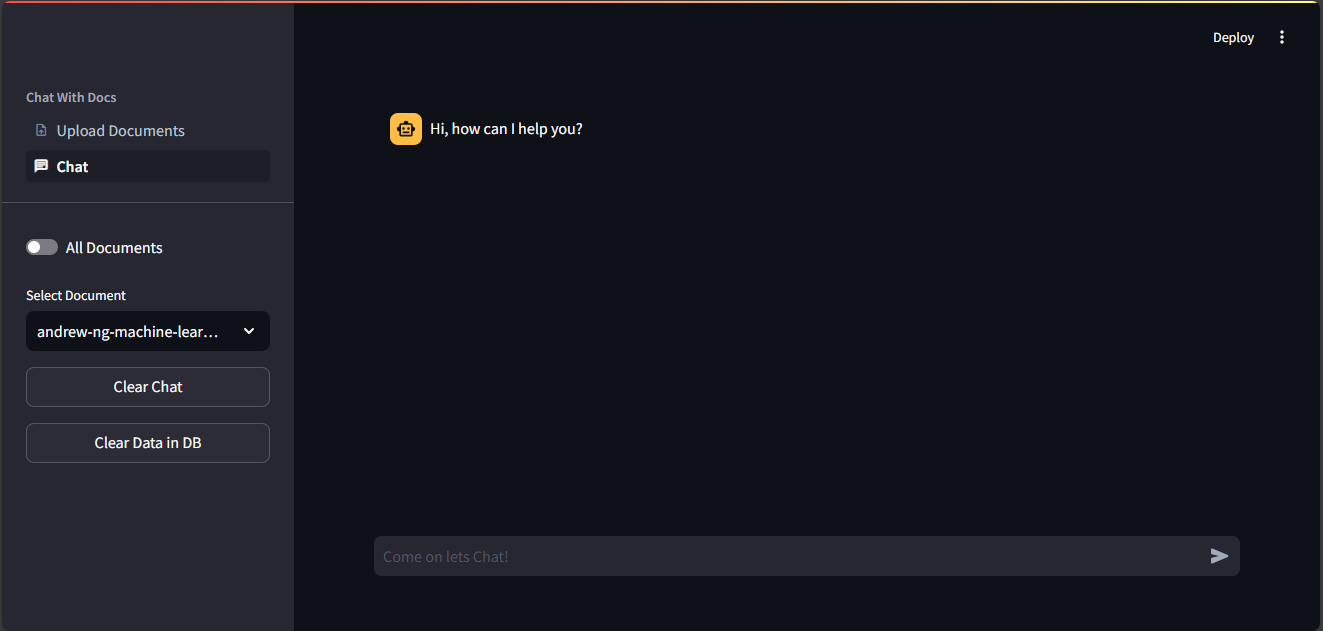 Deploy
Chat With Docs
Upload Documents
Chat
All Documents
Select Document
andrew-ng-machine-lear...
Clear Chat
Clear Data in DB
Hi, how can I help you?
Come on lets Chat!